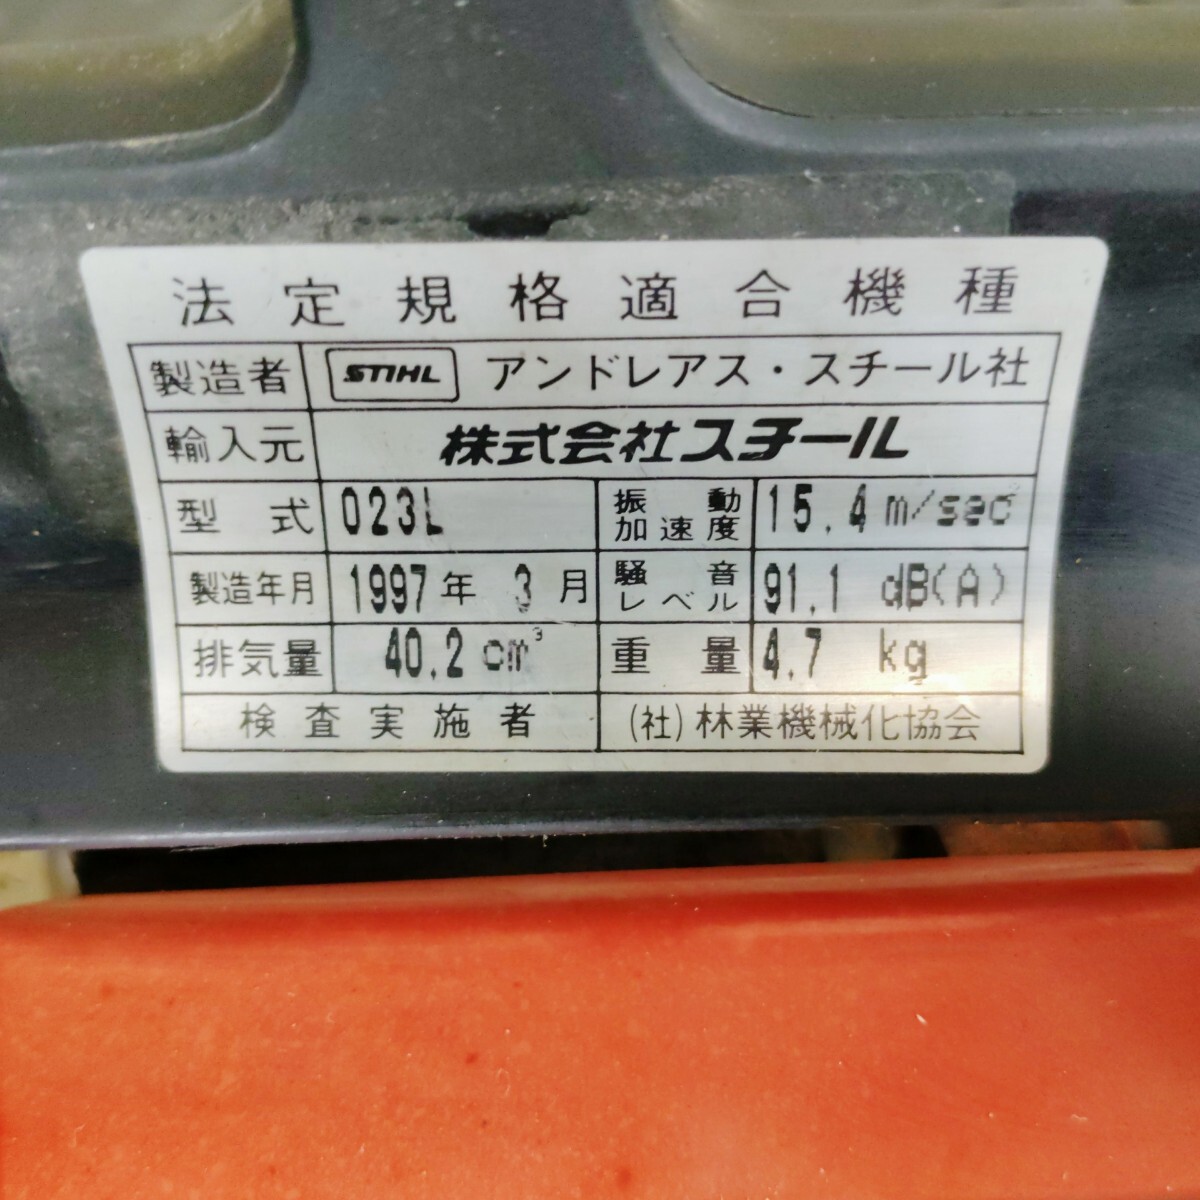 法定規格適合機種
製造者 STIHL アンドレアス・スチール社
輸入元 株式会社スチール
型式 023L 振動加速度 15.4 m/sec²
製造年月 1997年 3月 騒音レベル 91.1 dB(A)
排気量 40.2 cm³ 重量 4.7 kg
検査実施者 (社)林業機械化協会